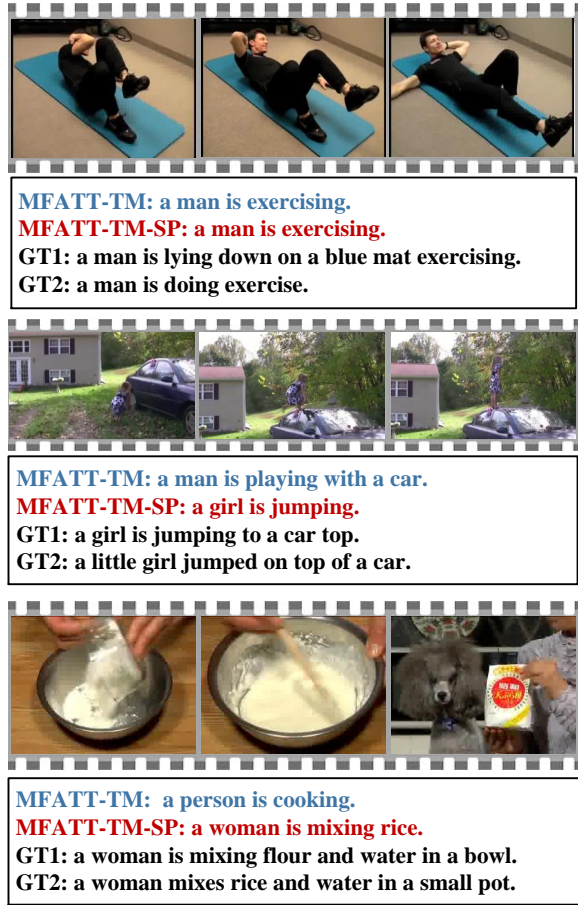 MFATT-TM: a man is exercising.
MFATT-TM-SP: a man is exercising.
GT1: a man is lying down on a blue mat exercising.
GT2: a man is doing exercise.
MFATT-TM: a man is playing with a car.
MFATT-TM-SP: a girl is jumping.
GT1: a girl is jumping to a car top.
GT2: a little girl jumped on top of a car.
MFATT-TM: a person is cooking.
MFATT-TM-SP: a woman is mixing rice.
GT1: a woman is mixing flour and water in a bowl.
GT2: a woman mixes rice and water in a small pot.